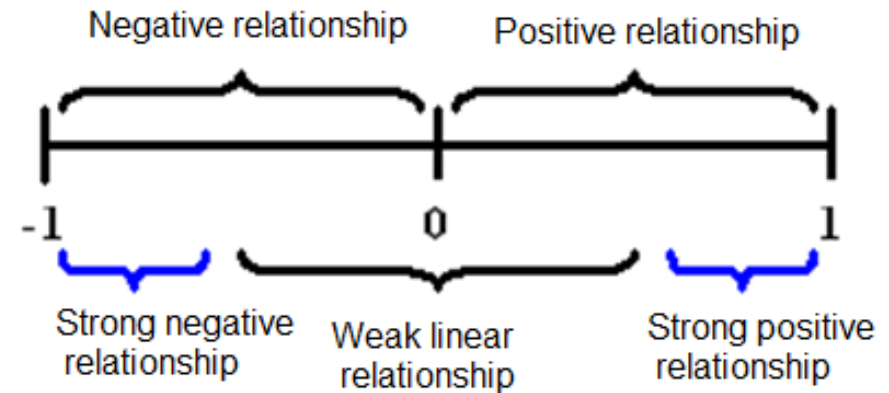 Negative relationship
Positive relationship
-1
0
1
Strong negative
relationship
Weak linear
relationship
Strong positive
relationship